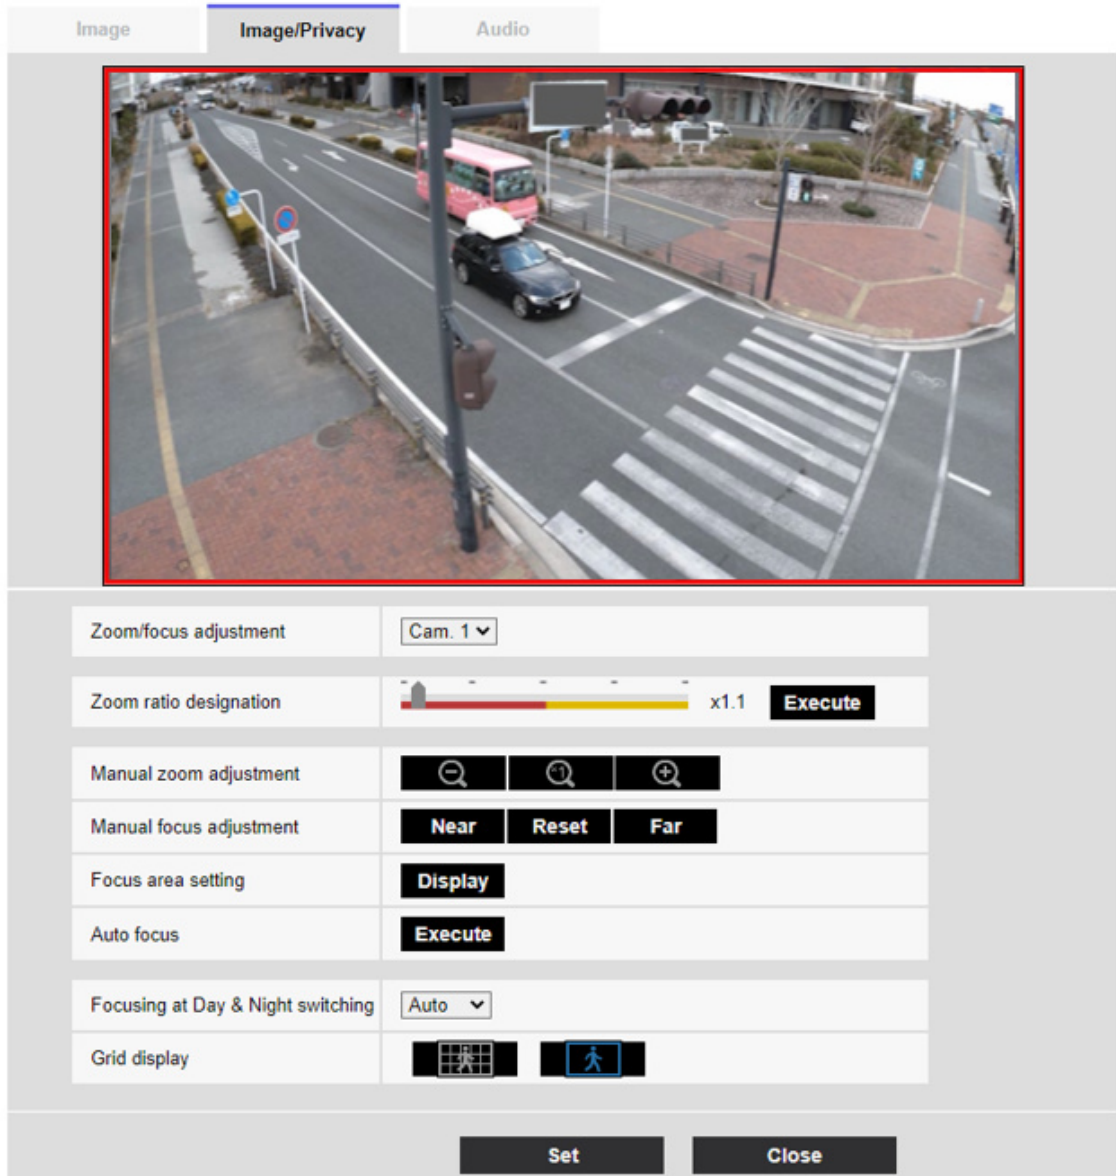 Image Image/Privacy Audio
Zoom/focus adjustment Cam. 1
Zoom ratio designation x1.1 Execute
Manual zoom adjustment ×1
Manual focus adjustment Near Reset Far
Focus area setting Display
Auto focus Execute
Focusing at Day & Night switching Auto
Grid display
Set Close